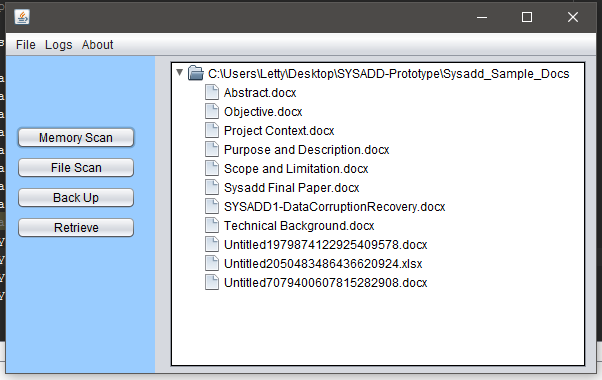 File Logs About
Memory Scan
File Scan
Back Up
Retrieve
C:\Users\Letty\Desktop\SYSADD-Prototype\Sysadd_Sample_Docs
Abstract.docx
Objective.docx
Project Context.docx
Purpose and Description.docx
Scope and Limitation.docx
Sysadd Final Paper.docx
SYSADD1-DataCorruptionRecovery.docx
Technical Background.docx
Untitled1979874122925409578.docx
Untitled2050483486436620924.xlsx
Untitled7079400607815282908.docx